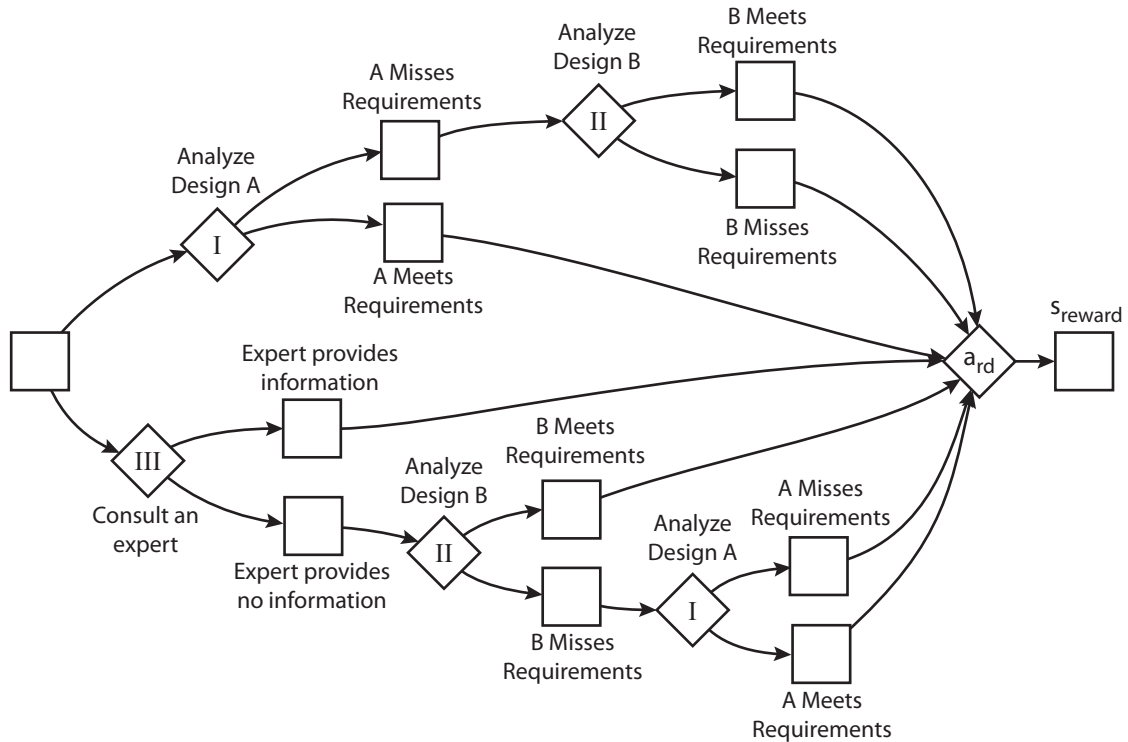 B Meets
Requirements
Analyze
Design B
A Misses
Requirements
II
Analyze
Design A
B Misses
Requirements
I
A Meets
Requirements
s_reward
a_rd
Expert provides
information
B Meets
Requirements
III
Analyze
Design B
A Misses
Requirements
Consult an
expert
Analyze
Design A
II
Expert provides
no information
I
B Misses
Requirements
A Meets
Requirements